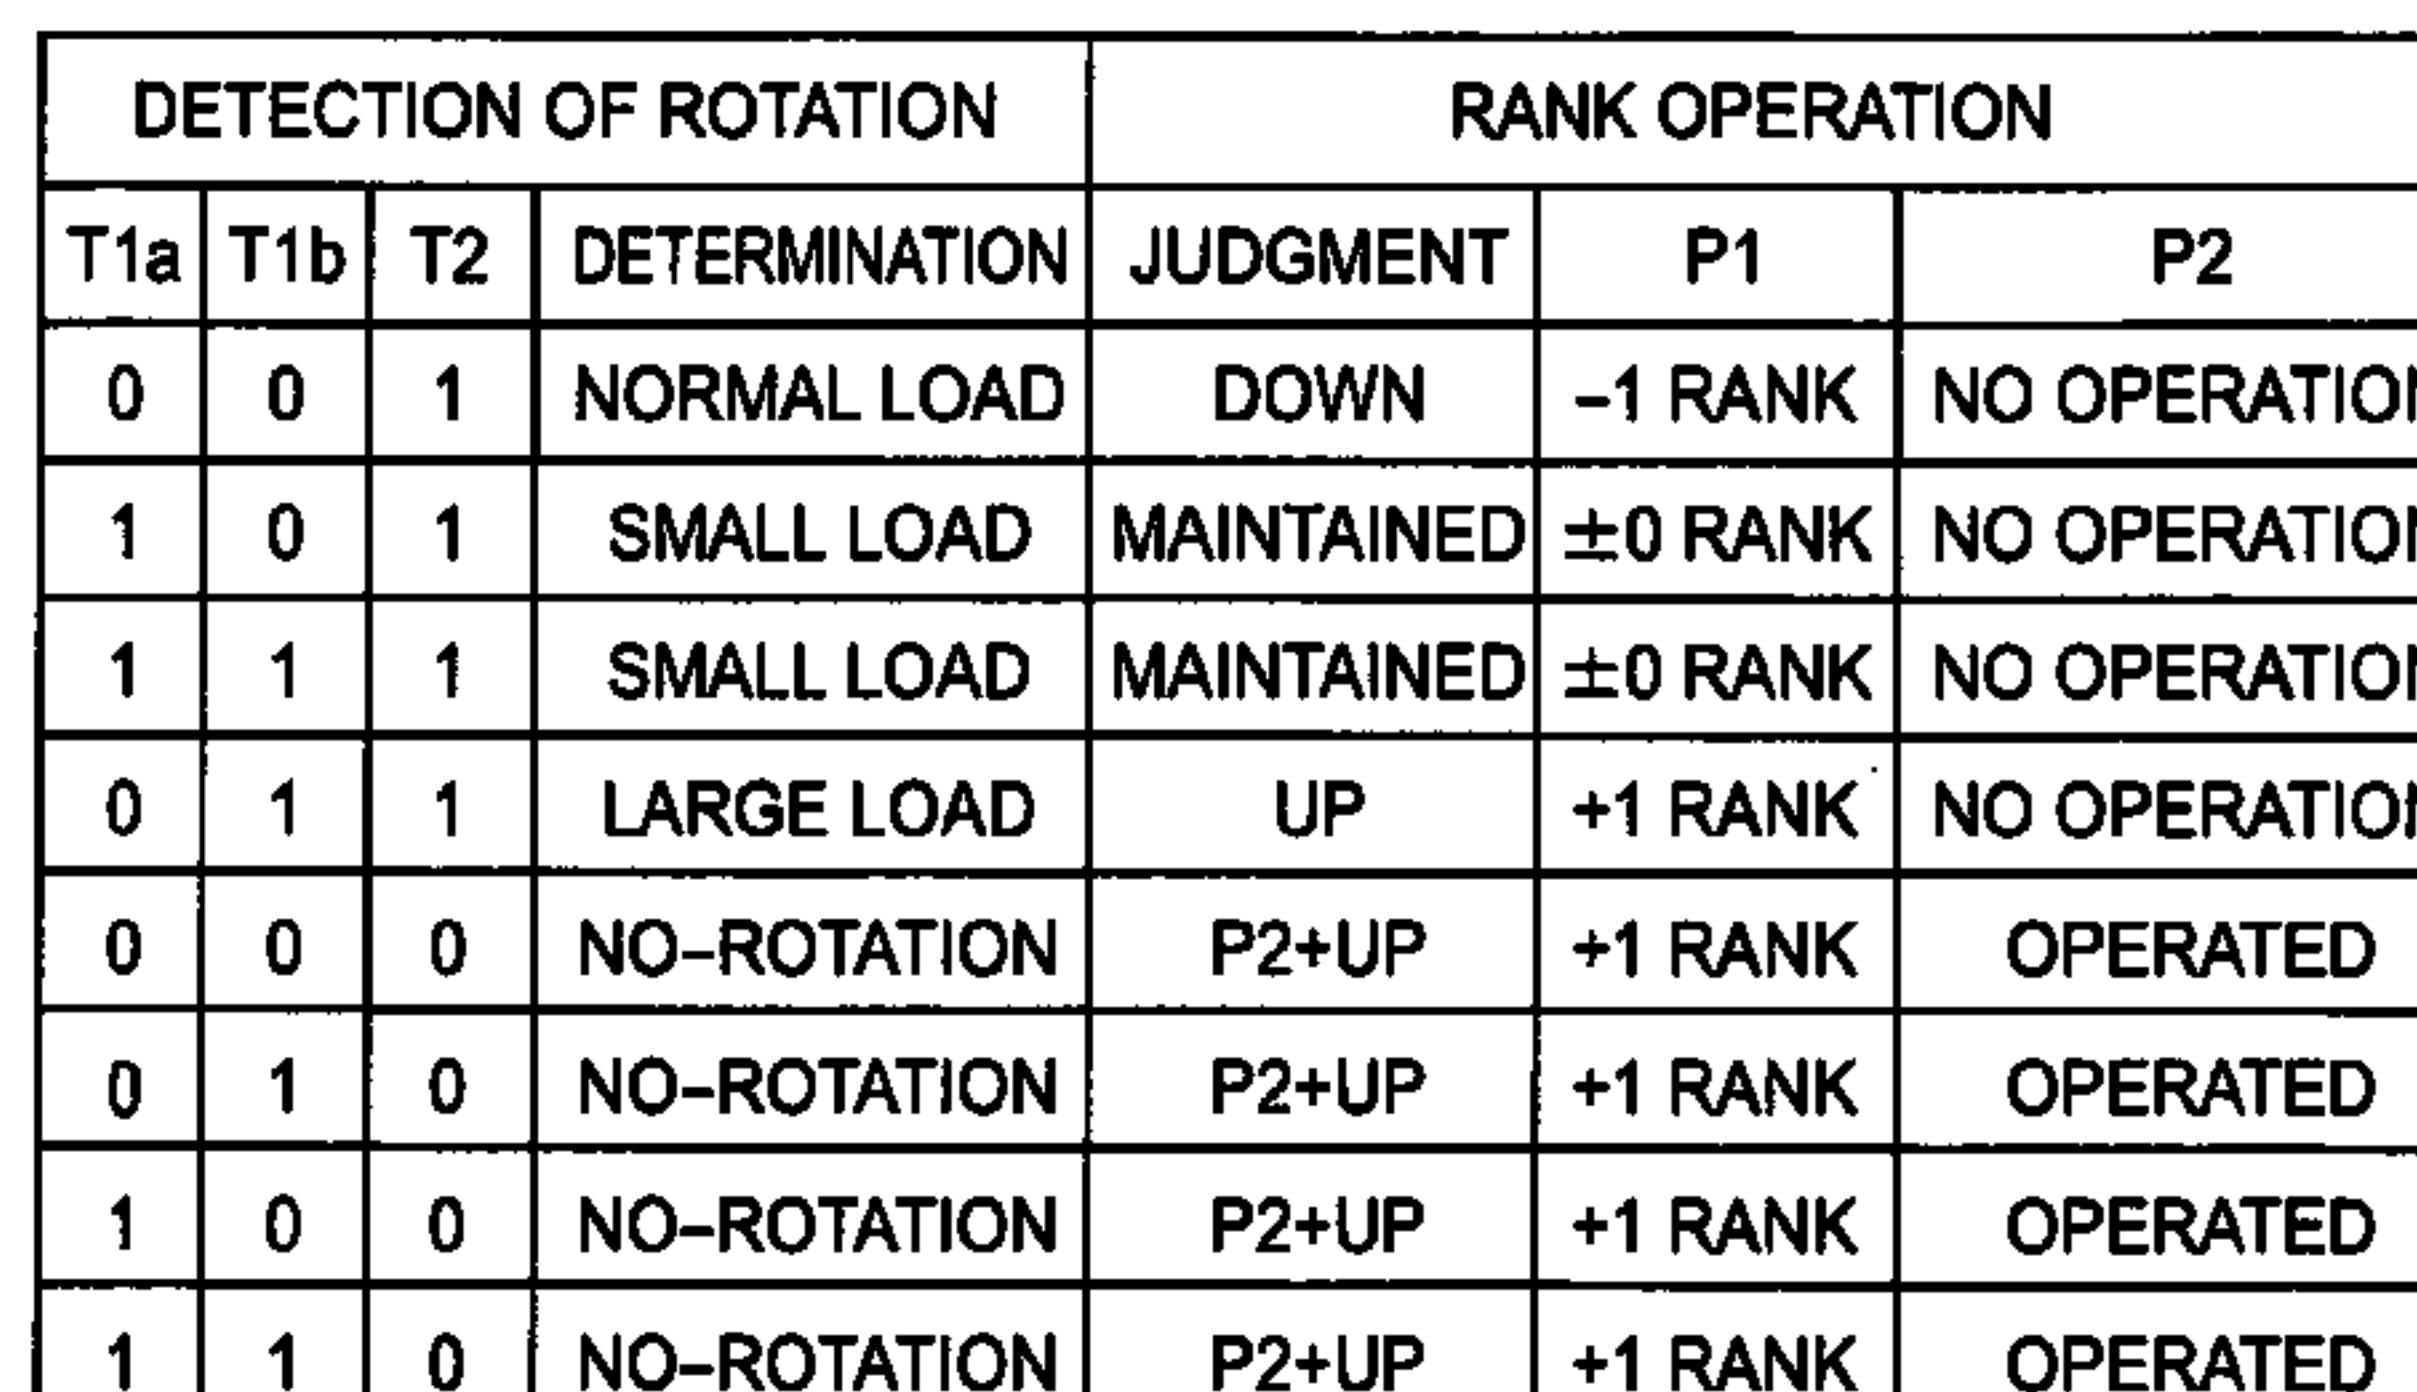 DETECTION OF ROTATION RANK OPERATION
T1a T1b T2 DETERMINATION JUDGMENT P1 P2
0 0 1 NORMAL LOAD DOWN –1 RANK NO OPERATION
1 0 1 SMALL LOAD MAINTAINED ±0 RANK NO OPERATION
1 1 1 SMALL LOAD MAINTAINED ±0 RANK NO OPERATION
0 1 1 LARGE LOAD UP +1 RANK NO OPERATION
0 0 0 NO–ROTATION P2+UP +1 RANK OPERATED
0 1 0 NO–ROTATION P2+UP +1 RANK OPERATED
1 0 0 NO–ROTATION P2+UP +1 RANK OPERATED
1 1 0 NO–ROTATION P2+UP +1 RANK OPERATED